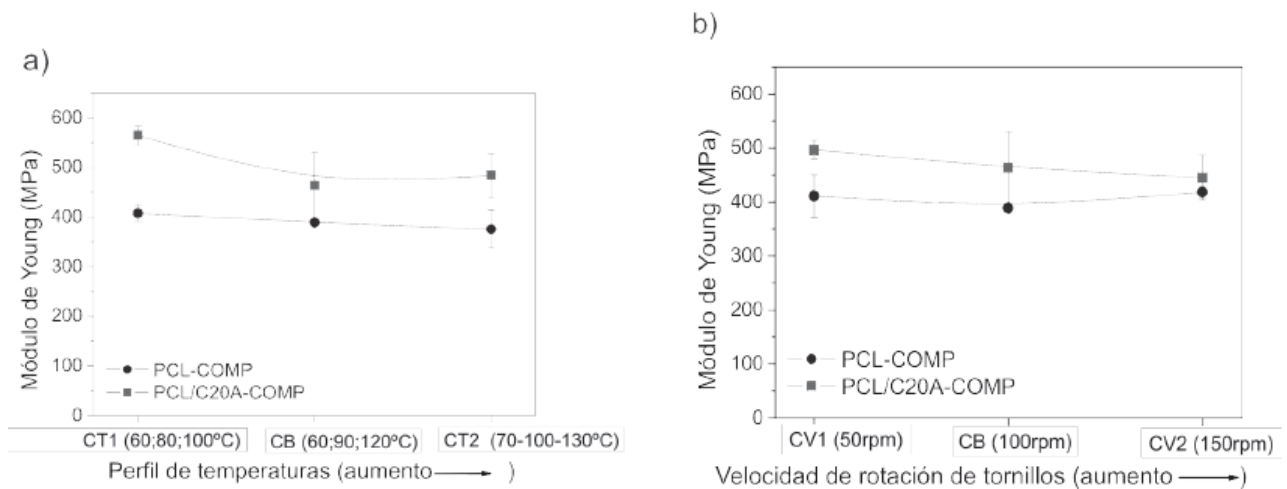 a)
600
500
400
300
200
100
0
Módulo de Young (MPa)
PCL-COMP
PCL/C20A-COMP
CT1 (60;80;100ºC)
CB (60;90;120ºC)
CT2 (70-100-130ºC)
Perfil de temperaturas (aumento → )
b)
600
500
400
300
200
100
0
Módulo de Young (MPa)
PCL-COMP
PCL/C20A-COMP
CV1 (50rpm)
CB (100rpm)
CV2 (150rpm)
Velocidad de rotación de tornillos (aumento → )